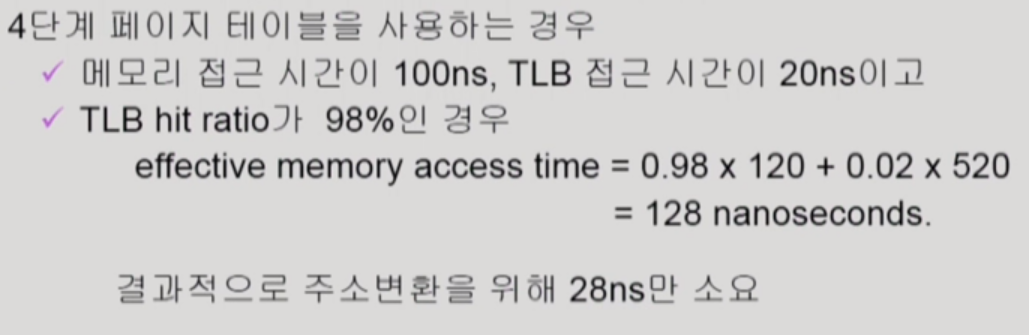 4단계 페이지 테이블을 사용하는 경우
✓ 메모리 접근 시간이 100ns, TLB 접근 시간이 20ns이고
✓ TLB hit ratio가 98%인 경우
effective memory access time = 0.98 x 120 + 0.02 x 520
= 128 nanoseconds.
결과적으로 주소변환을 위해 28ns만 소요